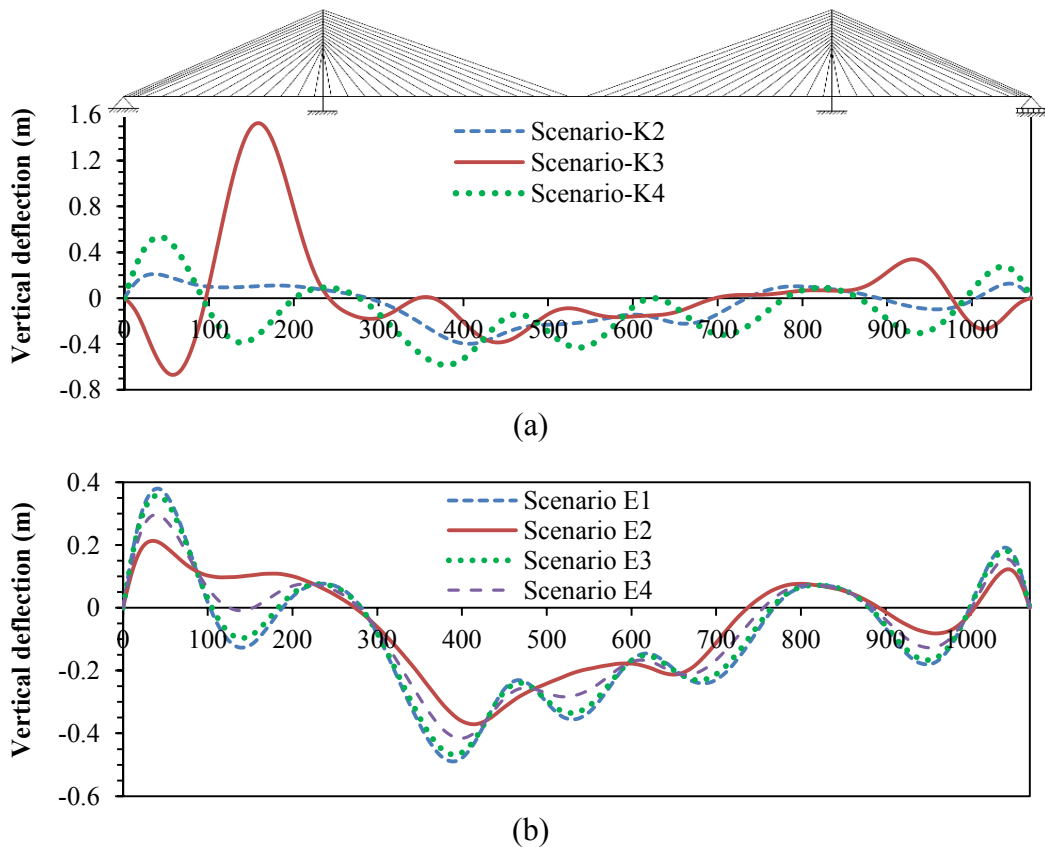 1.6
1.2
0.8
0.4
0
-0.4
-0.8
Vertical deflection (m)
Scenario-K2
Scenario-K3
Scenario-K4
0 100 200 300 400 500 600 700 800 900 1000
(a)
0.4
0.2
0
-0.2
-0.4
-0.6
Vertical deflection (m)
Scenario E1
Scenario E2
Scenario E3
Scenario E4
0 100 200 300 400 500 600 700 800 900 1000
(b)